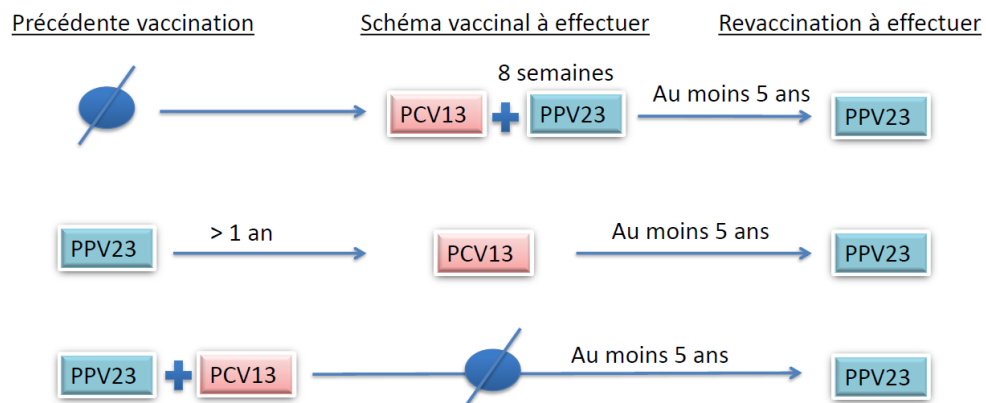 Précédente vaccination Schéma vaccinal à effectuer Revaccination à effectuer
8 semaines
PCV13 PPV23 Au moins 5 ans PPV23
PPV23 > 1 an PCV13 Au moins 5 ans PPV23
PPV23 PCV13 Au moins 5 ans PPV23